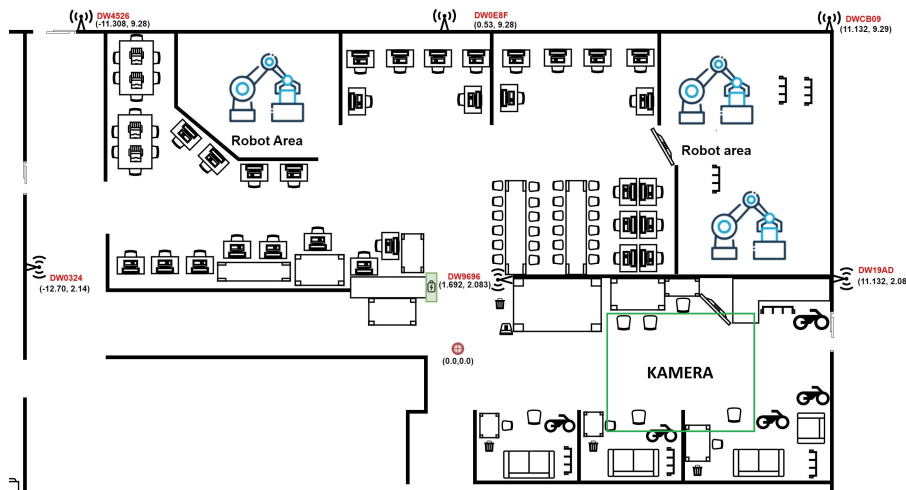 DW4526
(-11.308, 9.28)
DW0E8F
(0.53, 9.28)
DWCB09
(11.132, 9.29)
Robot Area
Robot area
DW0324
(-12.70, 2.14)
DW9696
(1.692, 2.083)
DW19AD
(11.132, 2.08
(0.0,0.0)
KAMERA